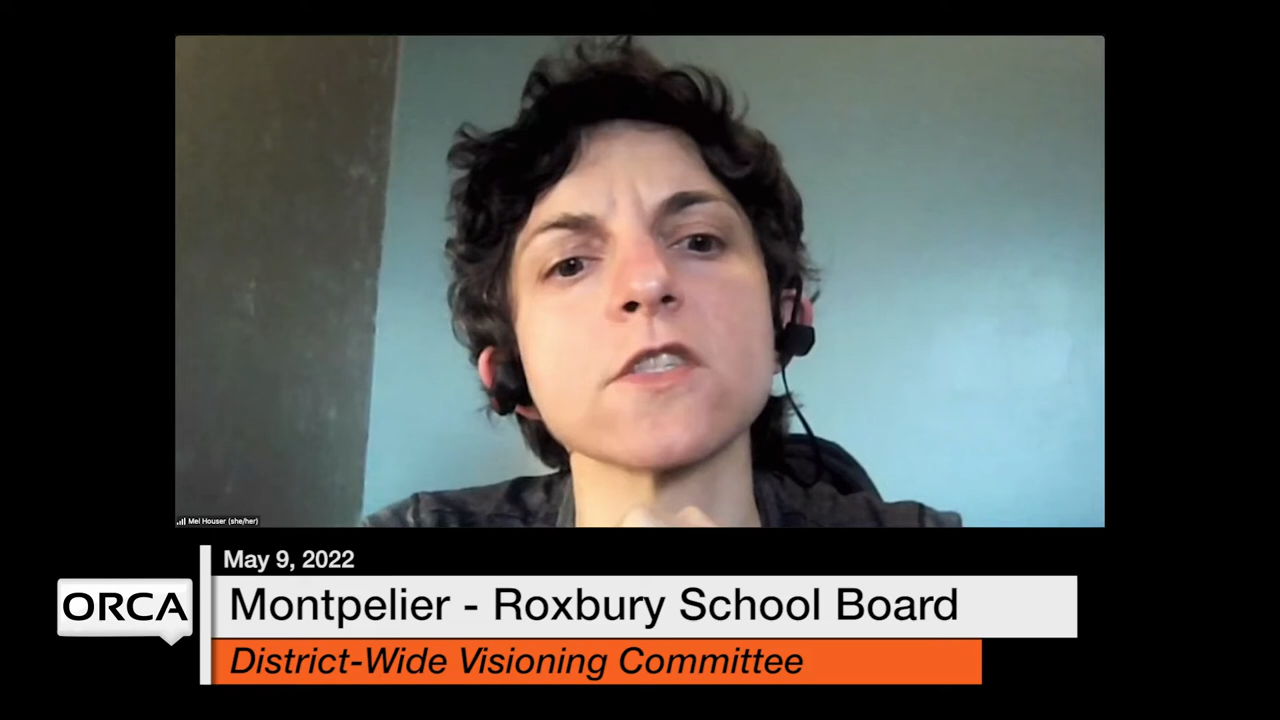 Mel Houser (she/her)
May 9, 2022
ORCA
Montpelier - Roxbury School Board
District-Wide Visioning Committee